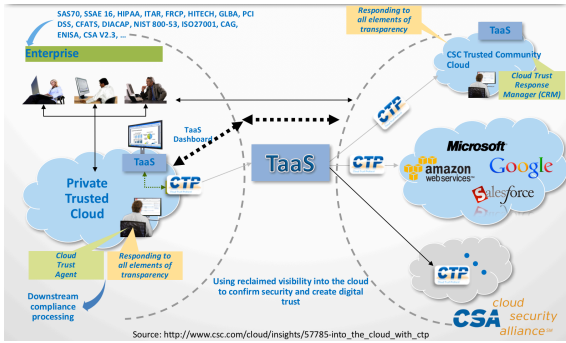 SAS70, SSAE 16, HIPAA, ITAR, FRCP, HITECH, GLBA, PCI
DSS, CFATS, DIACAP, NIST 800-53, ISO27001, CAG,
ENISA, CSA V2.3, ...
Enterprise
TaaS
Dashboard
TaaS
CTP
Private
Trusted
Cloud
Cloud
Trust
Agent
Responding to
all elements of
transparency
Downstream
compliance
processing
TaaS
Using reclaimed visibility into the cloud
to confirm security and create digital
trust
Responding to
all elements of
transparency
TaaS
CSC Trusted Community
Cloud
Cloud Trust
Response
Manager (CRM)
CTP
CTP
Microsoft
amazon
webservices™
Google
Salesforce
CTP
CSA cloud
security
alliance℠
Source: http://www.csc.com/cloud/insights/57785-into_the_cloud_with_ctp